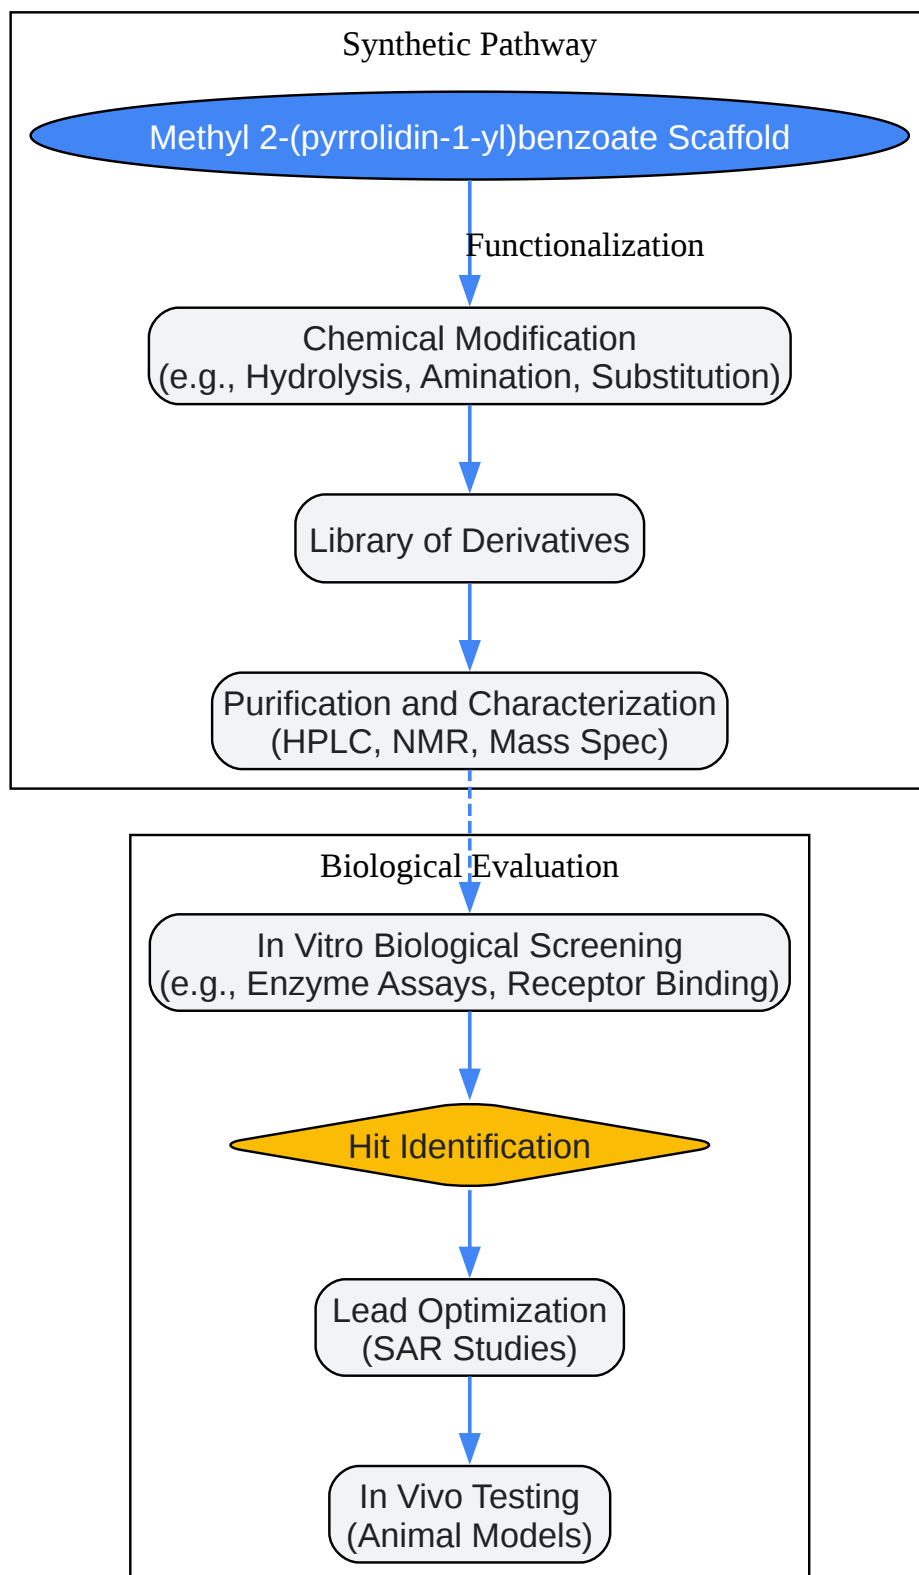 Synthetic Pathway
Methyl 2-(pyrrolidin-1-yl)benzoate Scaffold
Functionalization
Chemical Modification
(e.g., Hydrolysis, Amination, Substitution)
Library of Derivatives
Purification and Characterization
(HPLC, NMR, Mass Spec)
Biological Evaluation
In Vitro Biological Screening
(e.g., Enzyme Assays, Receptor Binding)
Hit Identification
Lead Optimization
(SAR Studies)
In Vivo Testing
(Animal Models)